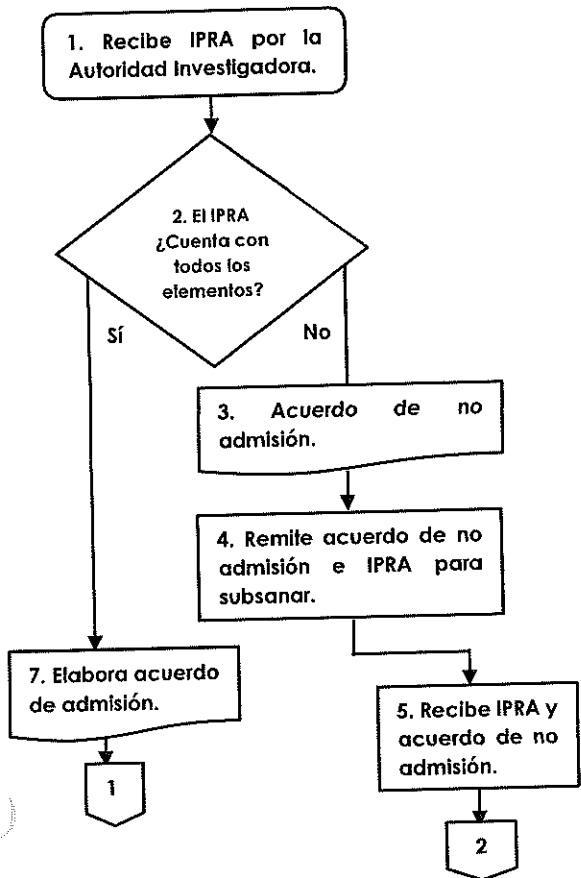 1. Recibe IPRA por la
Autoridad Investigadora.
2. El IPRA
¿Cuenta con
todos los
elementos?
Sí
No
3. Acuerdo de no
admisión.
4. Remite acuerdo de no
admisión e IPRA para
subsanar.
7. Elabora acuerdo
de admisión.
1
5. Recibe IPRA y
acuerdo de no
admisión.
2